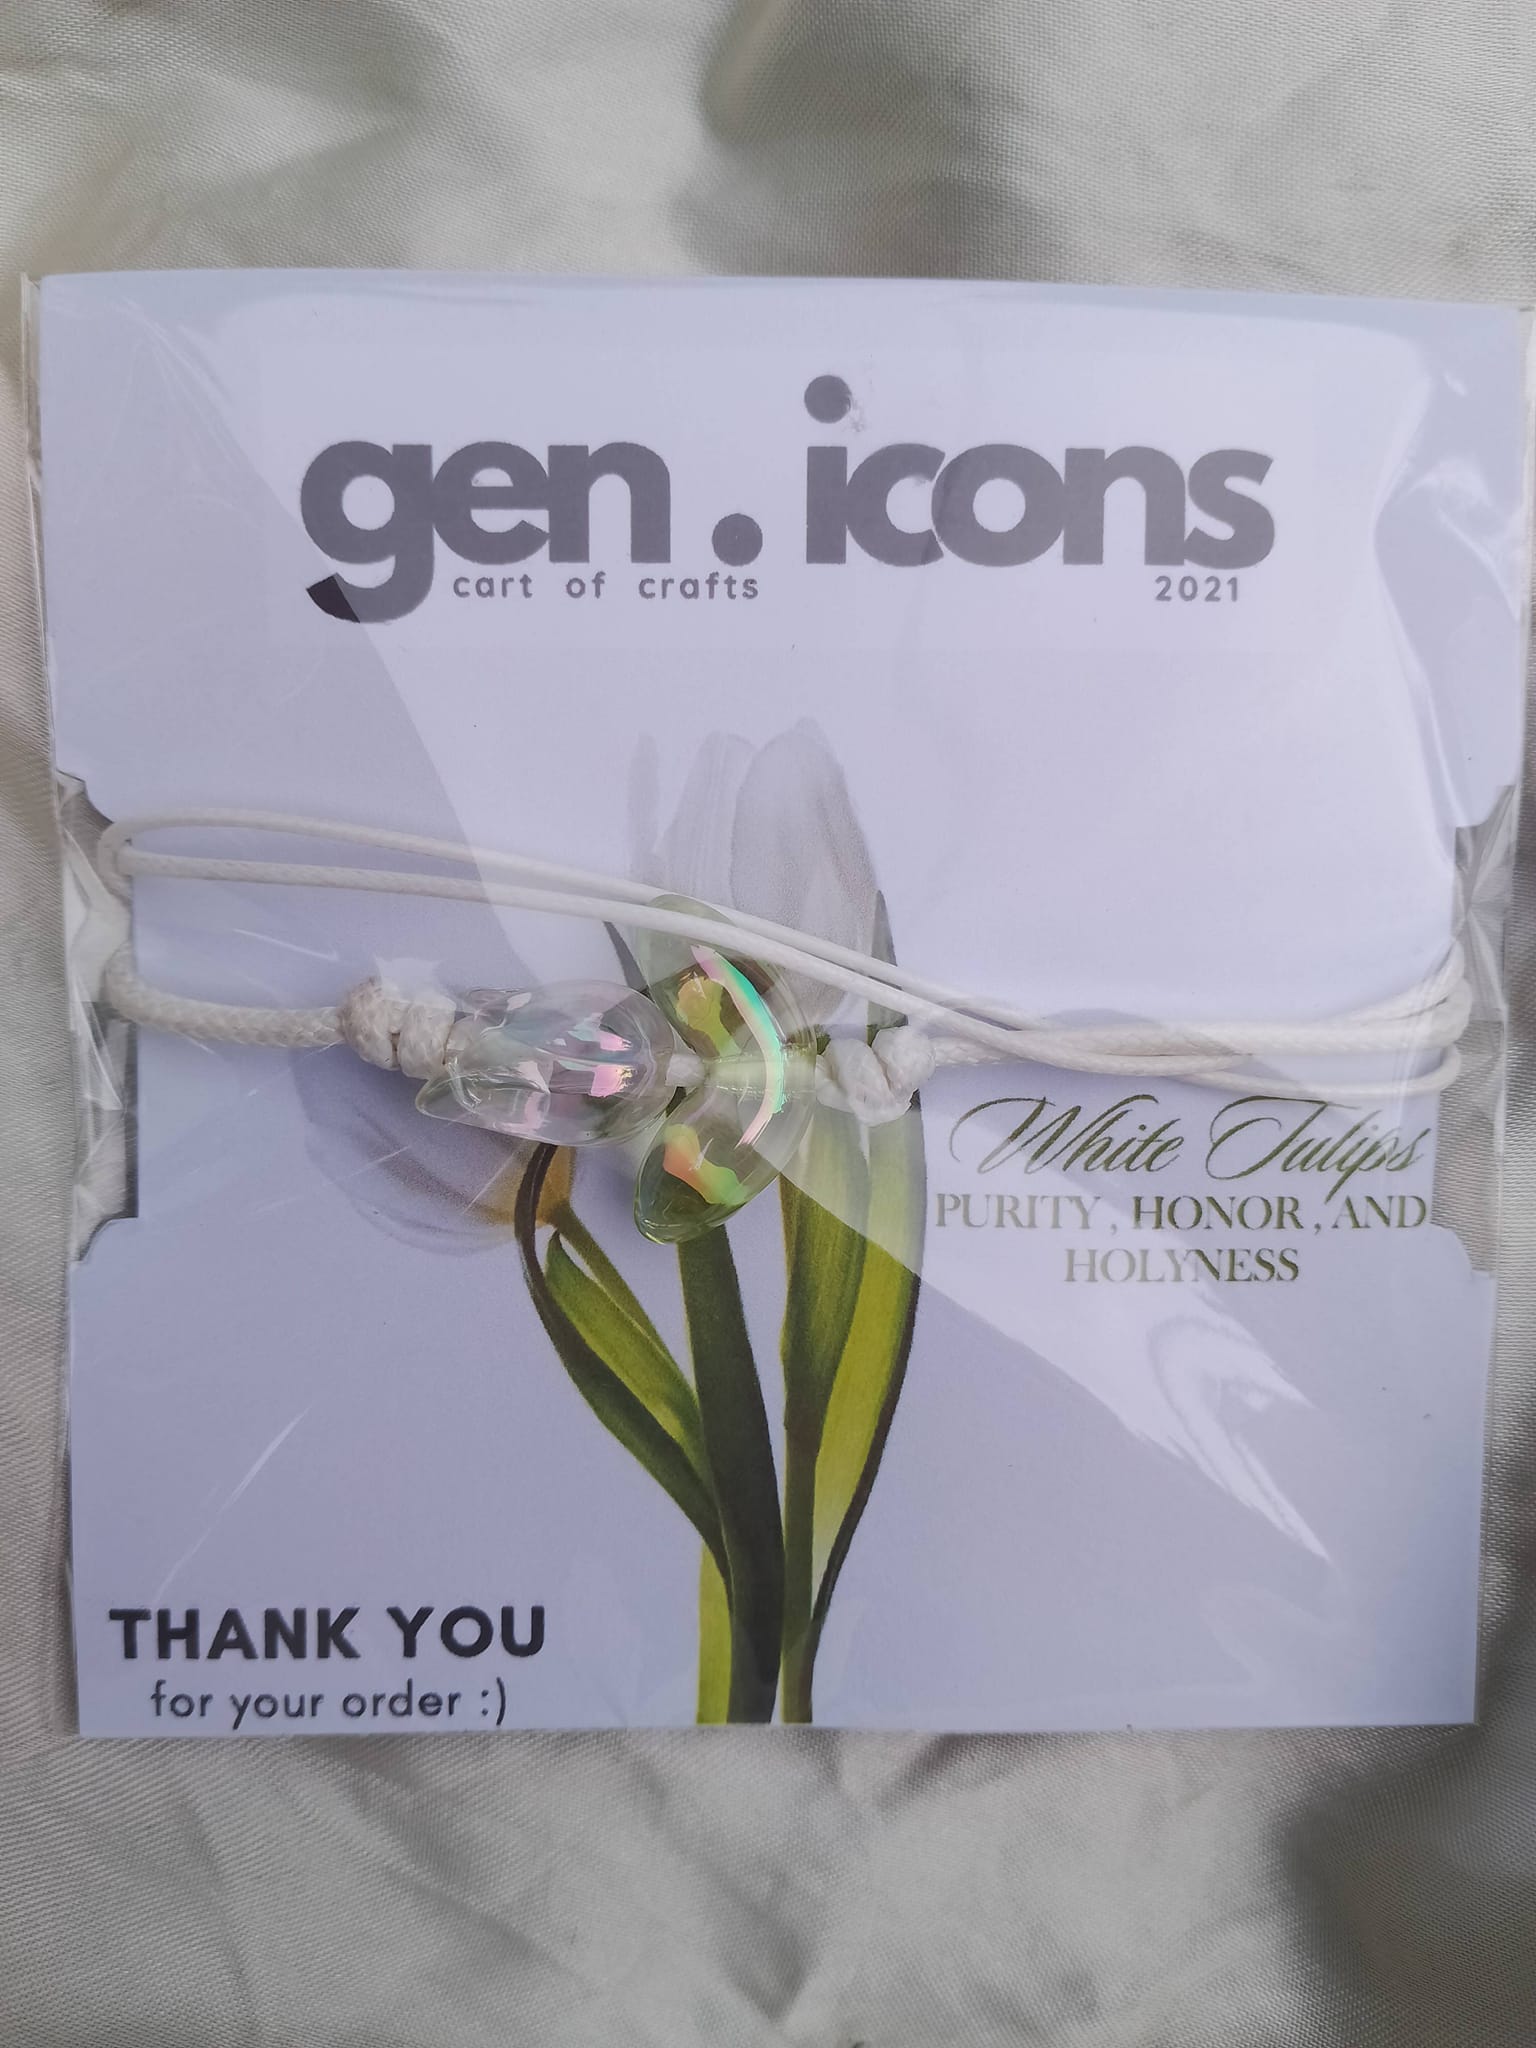 gen . icons
cart of crafts 2021
White Tulips
PURITY , HONOR , AND
HOLYNESS
THANK YOU
for your order :)